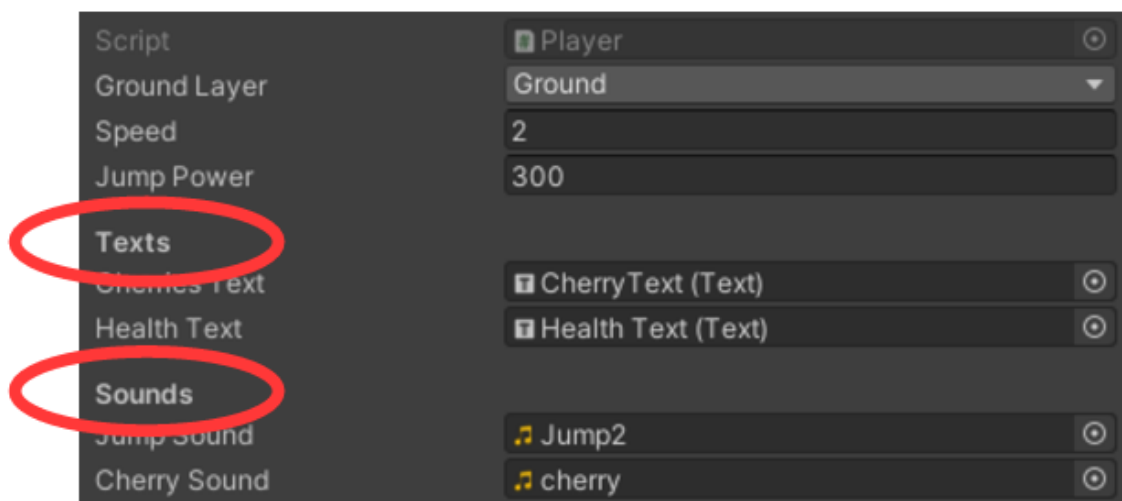 Script Player
Ground Layer Ground
Speed 2
Jump Power 300
Texts
Cherries Text CherryText (Text)
Health Text Health Text (Text)
Sounds
Jump Sound Jump2
Cherry Sound cherry